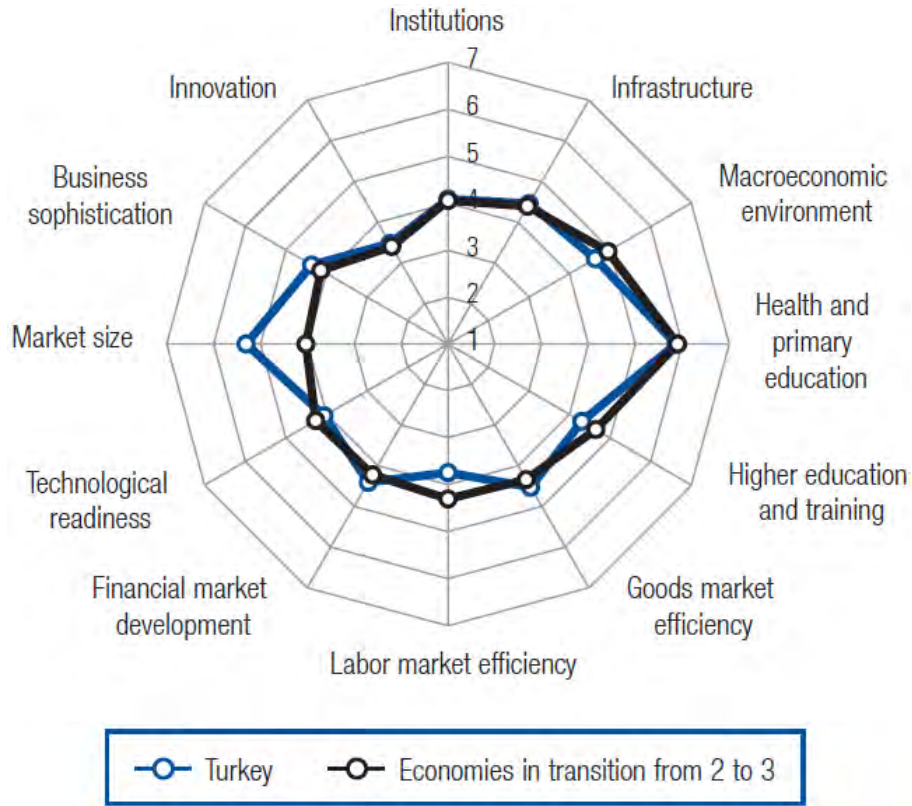 Institutions
7
Innovation
Infrastructure
6
5
Business
sophistication
Macroeconomic
environment
4
3
2
Market size
1
Health and
primary
education
Technological
readiness
Higher education
and training
Financial market
development
Goods market
efficiency
Labor market efficiency
Turkey
Economies in transition from 2 to 3